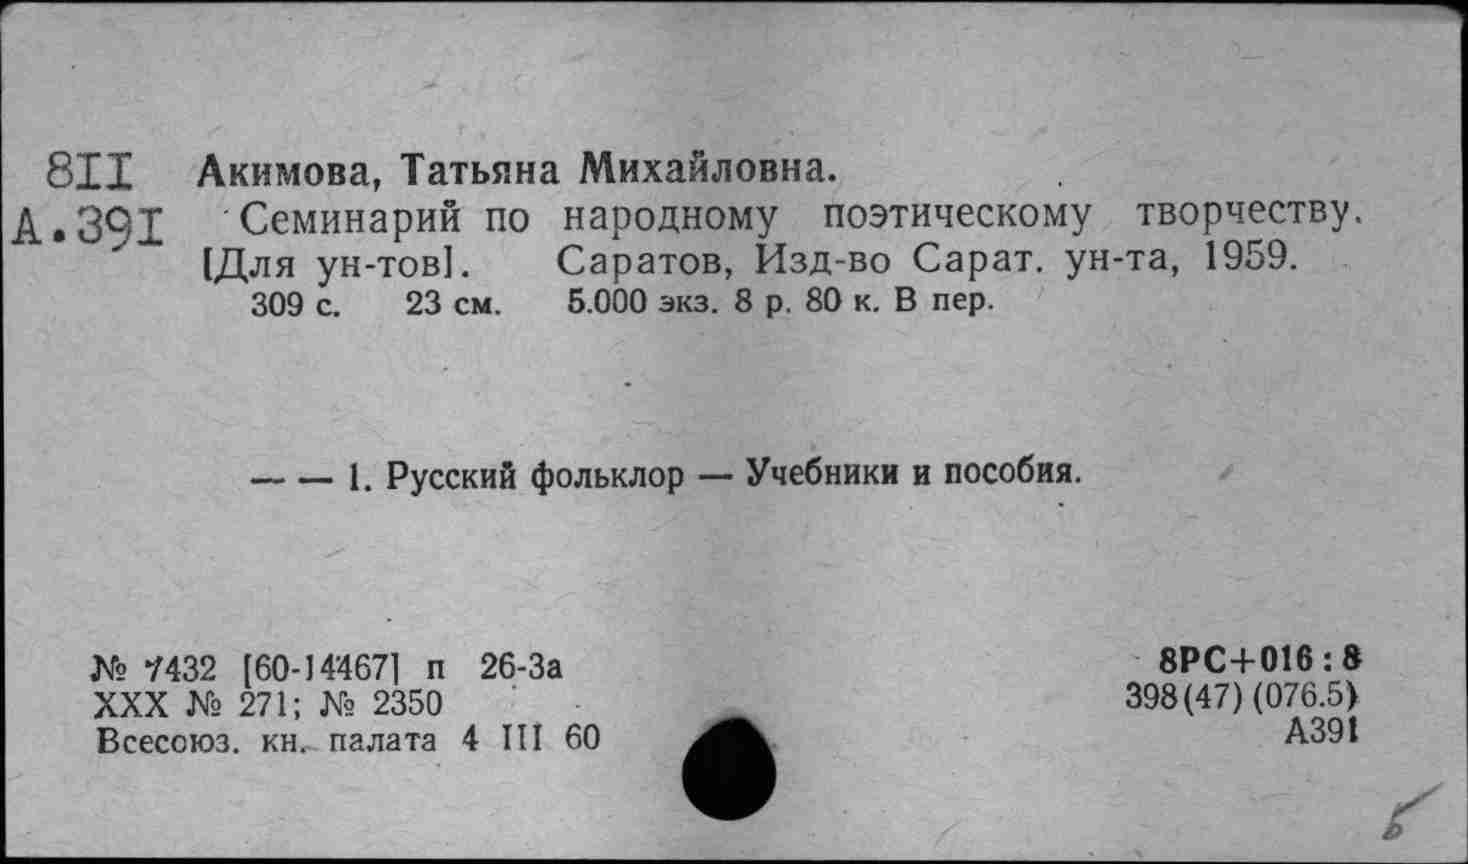 8II Акимова, Татьяна Михайловна.
А.39I Семинарий по народному поэтическому творчеству.
[Для ун-тов]. Саратов, Изд-во Сарат. ун-та, 1959.
309 с. 23 см. 5.000 экз. 8 р. 80 к. В пер.
— — 1. Русский фольклор — Учебники и пособия.
№ 7432 [60-14467] п 26-3а
XXX № 271; № 2350
Всесоюз. кн. палата 4 III 60
8РС+016:8
398(47)(076.5)
А391